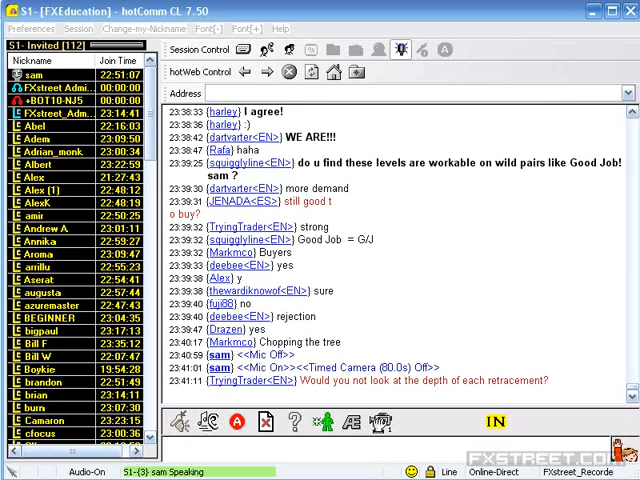 S1- [FXEducation] - hotComm CL 7.50
Preferences Session Change-my-Nickname Font[-] Font[+] Help
S1- Invited [112]
Session Control
hotWeb Control
Address
Nickname Join Time
sam 22:51:07
FXstreet Admi... 00:00:00
+BOT10-NJ5 00:00:00
FXstreet_Adm... 23:14:41
Abel 22:16:03
Adem 23:09:50
Adrian_monk 23:00:34
Albert 23:22:59
Alex 21:27:43
Alex (1) 22:48:12
AlexK 22:48:19
amir 22:50:25
Andrew A. 23:01:11
Annika 22:59:27
Aroma 23:09:47
arrillu 22:55:23
Aserat 22:54:41
augusta 22:57:44
azuremaster 22:47:43
BEGINNER 23:04:35
bigpaul 23:17:13
Bill F 23:35:12
Bill W 22:07:47
Boykie 19:54:28
brandon 22:51:49
brian 23:14:11
burn 23:07:30
Camaron 23:23:15
cfocus 23:00:36
23:38:33 {harley} I agree!
23:38:36 {harley} :)
23:38:42 {dartvarter<EN>} WE ARE!!!
23:38:47 {Rafa} haha
23:39:25 {squigglyline<EN>} do u find these levels are workable on wild pairs like Good Job!
sam ?
23:39:30 {dartvarter<EN>} more demand
23:39:31 {JENADA<ES>} still good t
o buy?
23:39:32 {TryingTrader<EN>} strong
23:39:32 {squigglyline<EN>} Good Job = G/J
23:39:32 {Markmco} Buyers
23:39:39 {deebee<EN>} yes
23:39:38 {Alex} y
23:39:38 {thewardiknowof<EN>} sure
23:39:40 {fuji88} no
23:39:40 {deebee<EN>} rejection
23:39:47 {Drazen} yes
23:40:17 {Markmco} Chopping the tree
23:40:59 {sam} <<Mic Off>>
23:41:01 {sam} <<Mic On>><<Timed Camera (80.0s) Off>>
23:41:11 {TryingTrader<EN>} Would you not look at the depth of each retracement?
IN
FXSTREET.COM
Audio-On S1-{3} sam Speaking Line Online-Direct FXstreet_Recorde